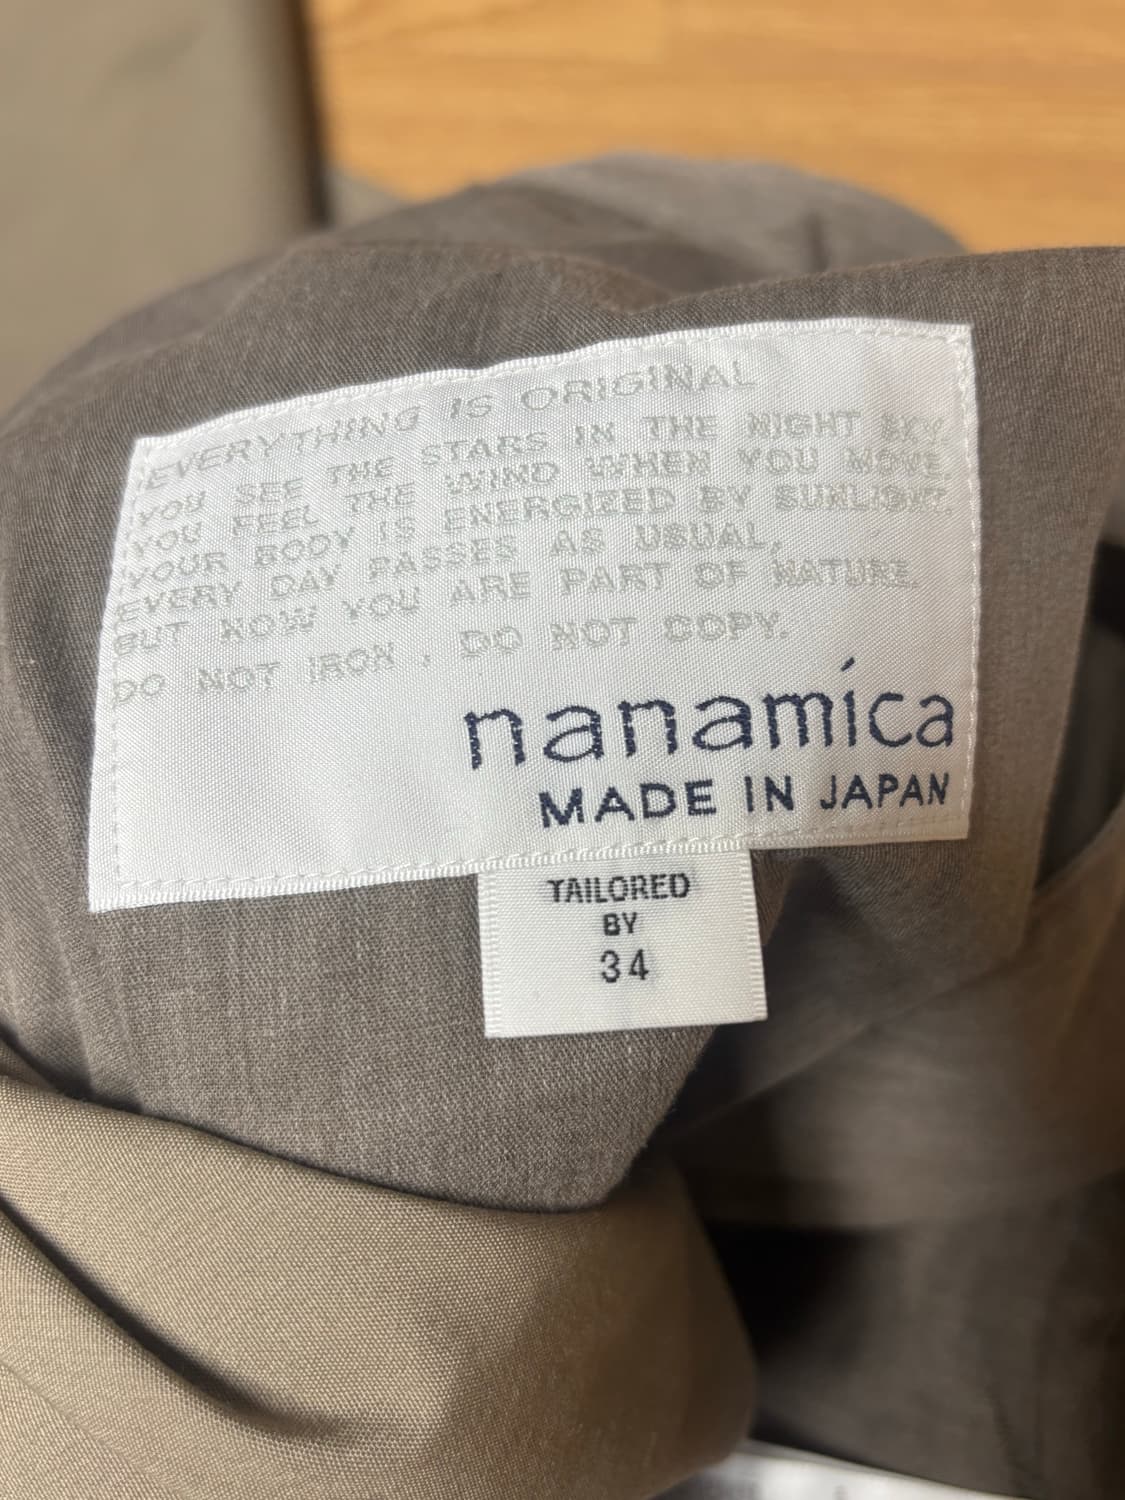 EVERYTHING IS ORIGINAL
YOU SEE THE STARS IN THE NIGHT SKY.
YOU FEEL THE WIND WHEN YOU MOVE.
YOUR BODY IS ENERGIZED BY SUNLIGHT.
EVERY DAY PASSES AS USUAL,
BUT NOW YOU ARE PART OF NATURE.
DO NOT IRON , DO NOT COPY.
nanamica
MADE IN JAPAN
TAILORED
BY
34